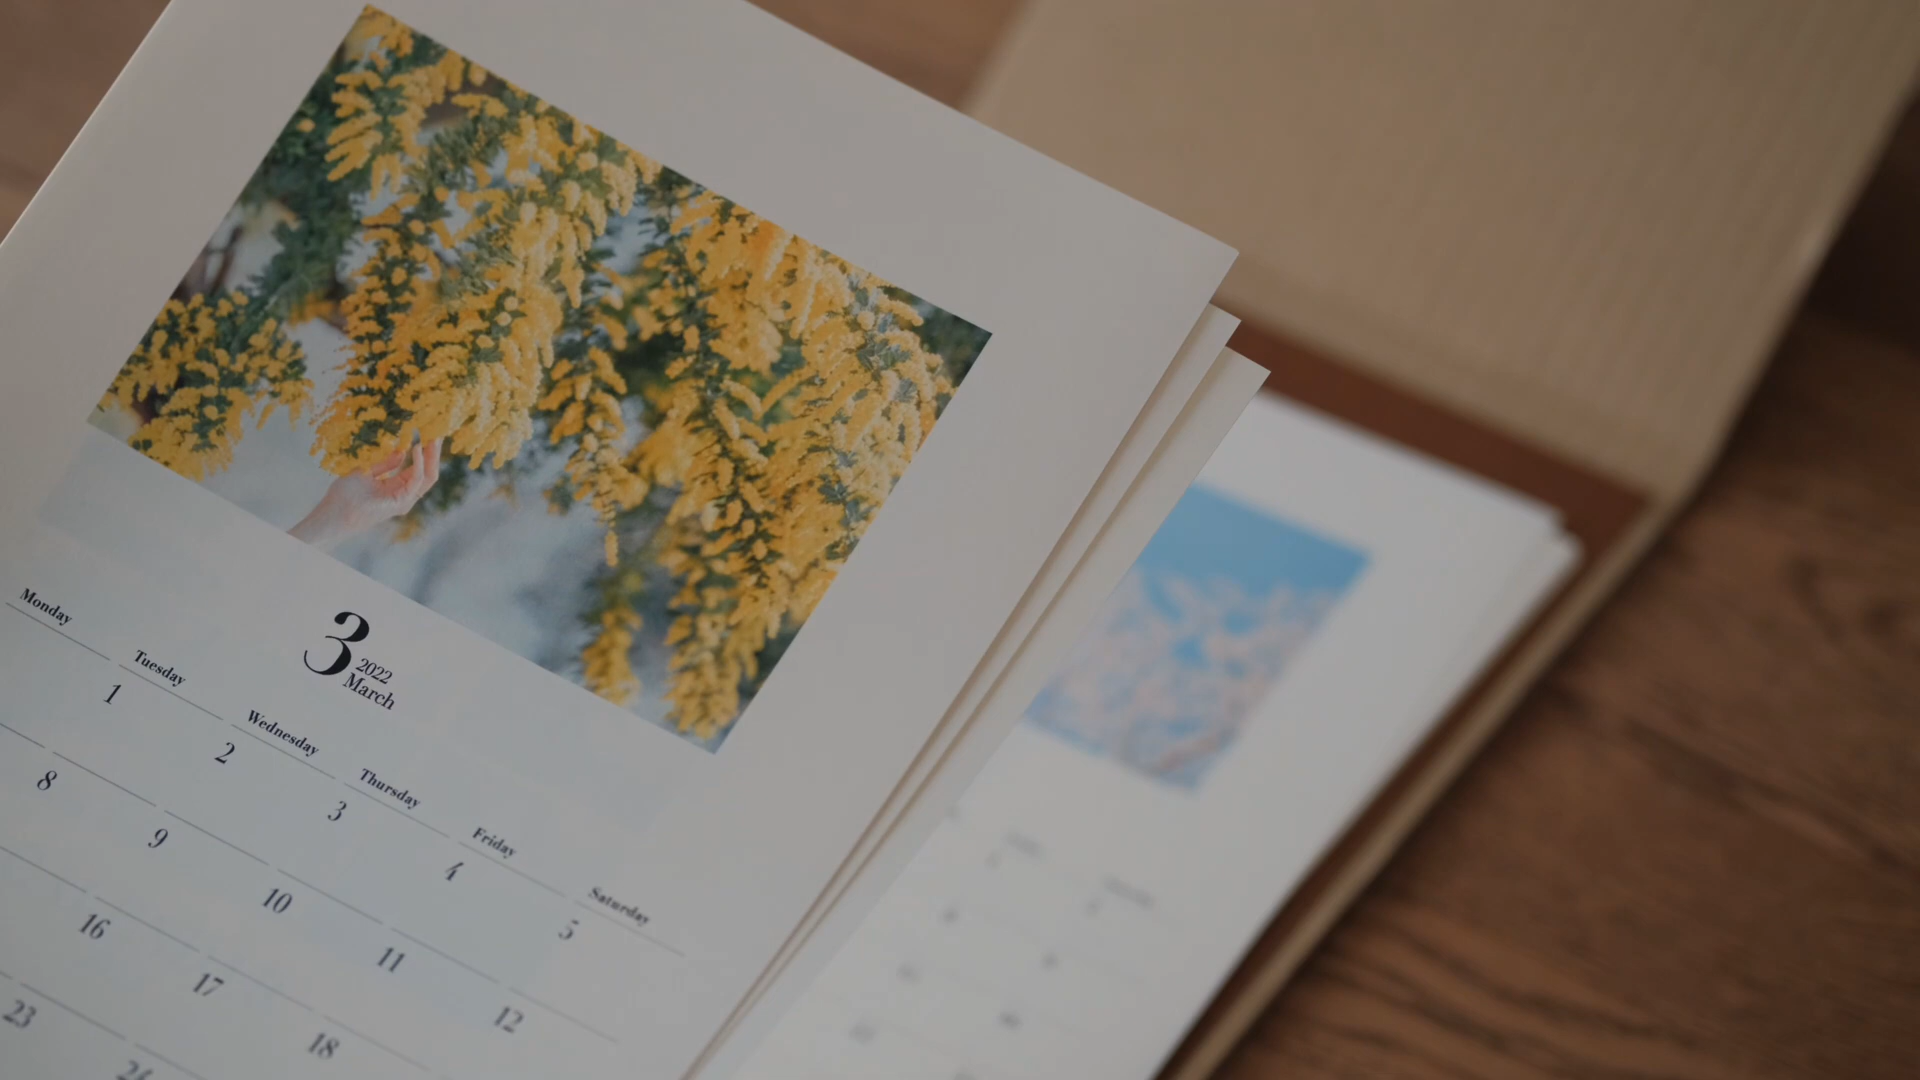 3
2022
March
Monday Tuesday Wednesday Thursday Friday Saturday
1 2 3 4 5
8 9 10 11 12
16 17 18
23 24